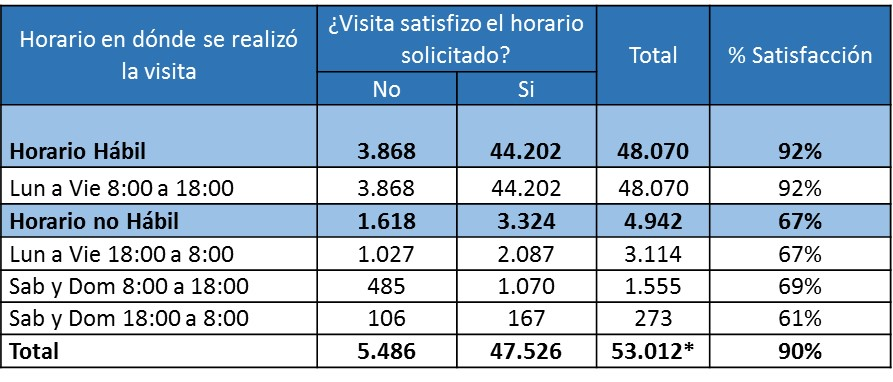 Horario en dónde se realizó la visita | ¿Visita satisfizo el horario solicitado? | Total | % Satisfacción
No | Si
Horario Hábil | 3.868 | 44.202 | 48.070 | 92%
Lun a Vie 8:00 a 18:00 | 3.868 | 44.202 | 48.070 | 92%
Horario no Hábil | 1.618 | 3.324 | 4.942 | 67%
Lun a Vie 18:00 a 8:00 | 1.027 | 2.087 | 3.114 | 67%
Sab y Dom 8:00 a 18:00 | 485 | 1.070 | 1.555 | 69%
Sab y Dom 18:00 a 8:00 | 106 | 167 | 273 | 61%
Total | 5.486 | 47.526 | 53.012* | 90%